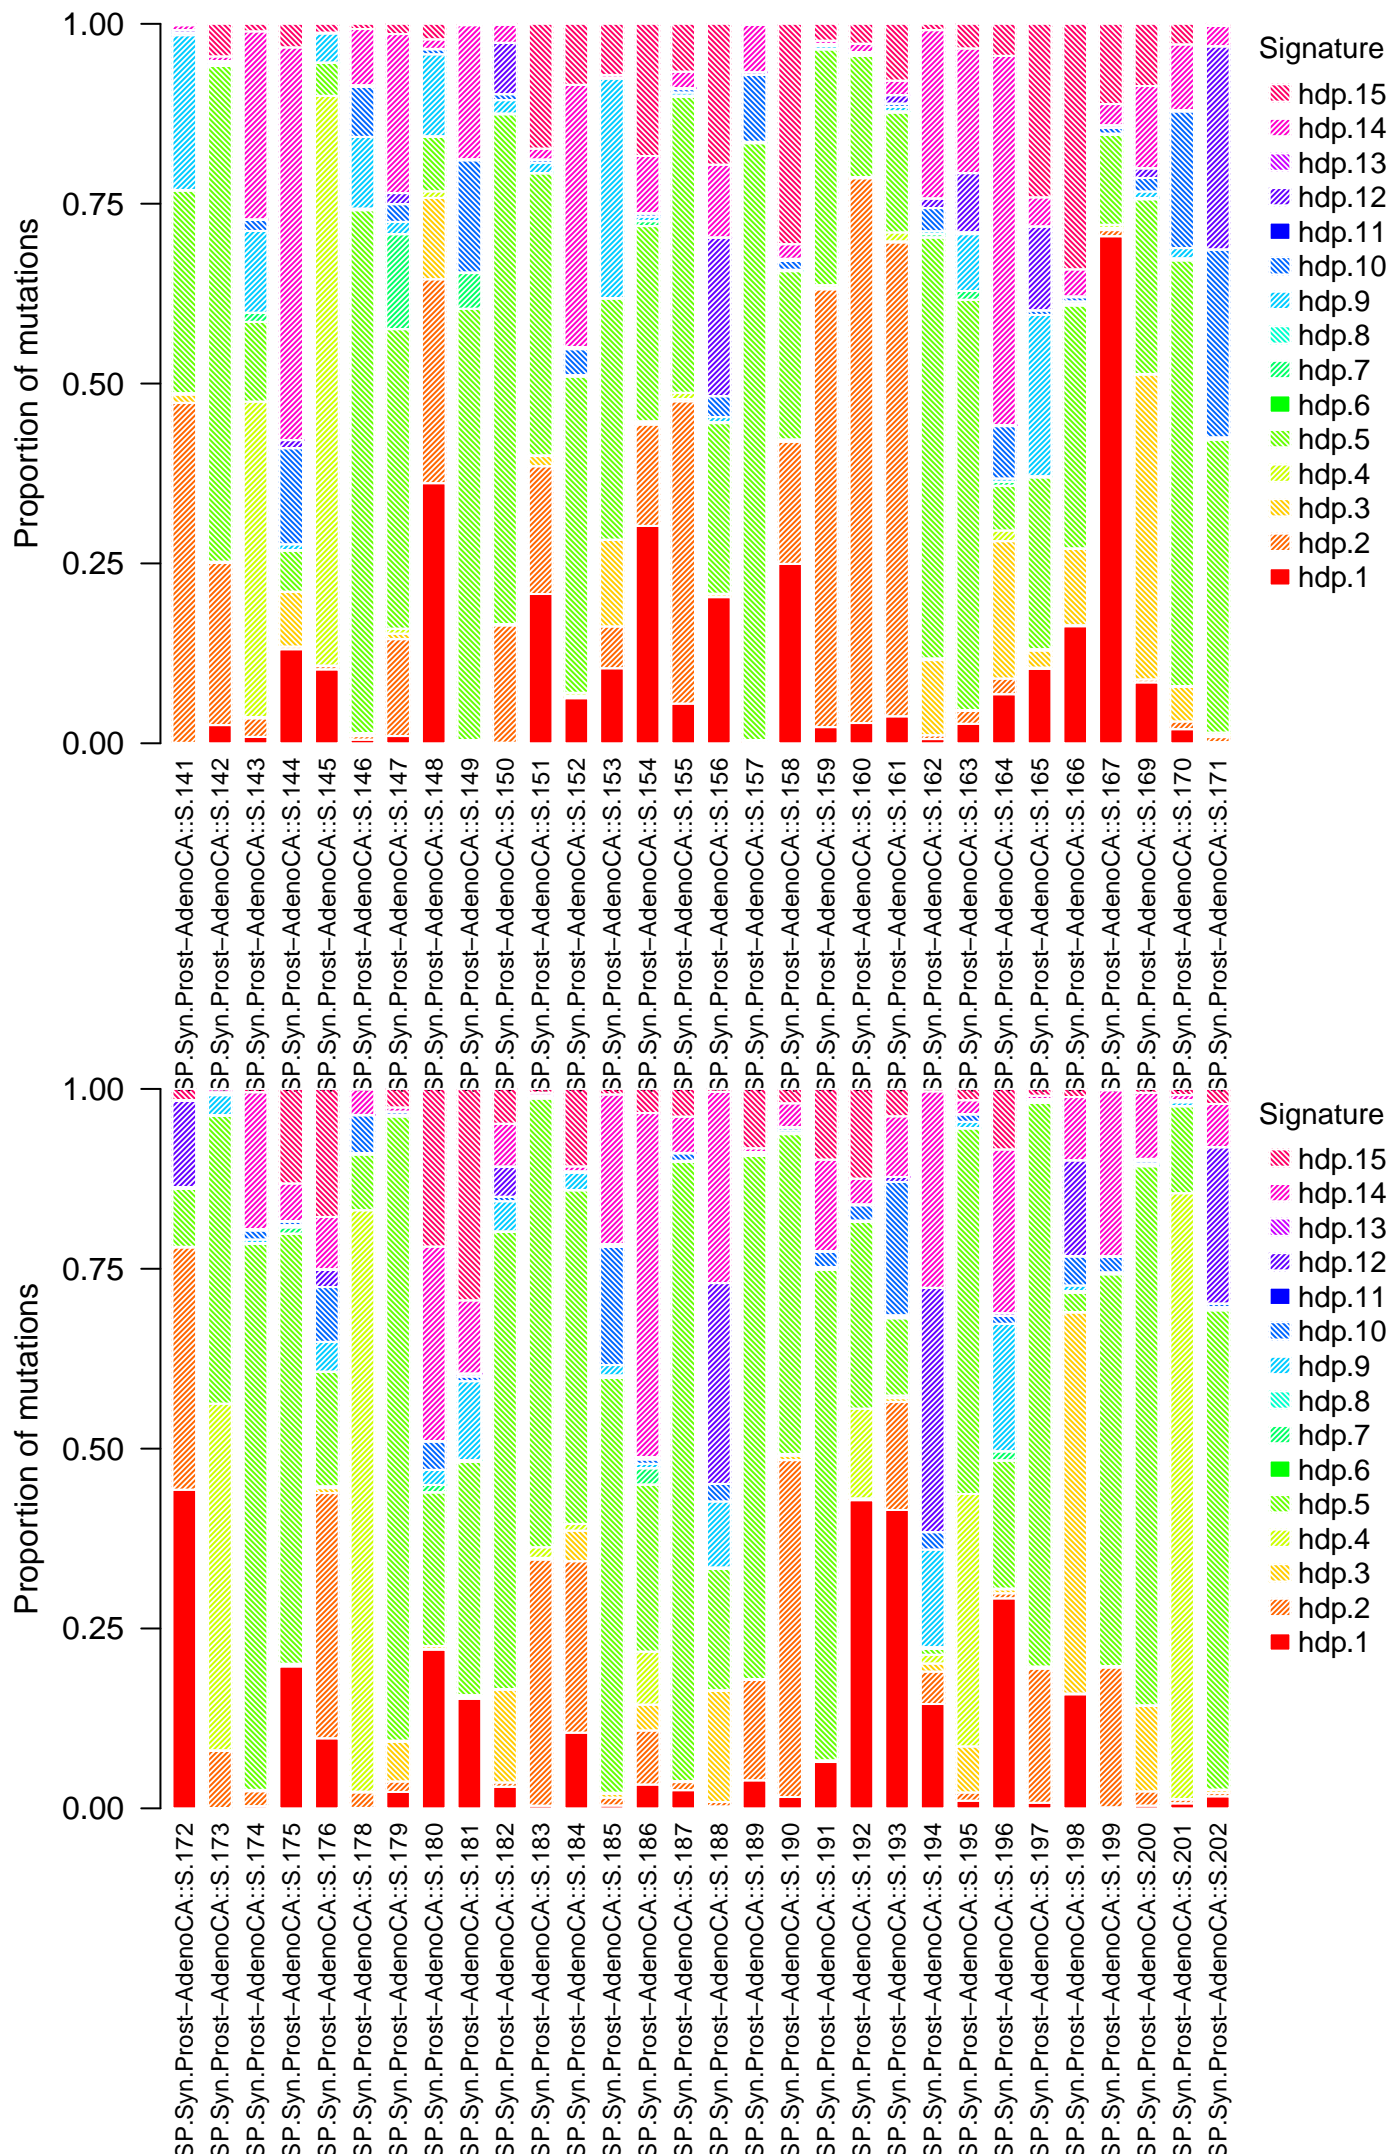 Signature
hdp.15
hdp.14
hdp.13
hdp.12
hdp.11
hdp.10
hdp.9
hdp.8
hdp.7
hdp.6
hdp.5
hdp.4
hdp.3
hdp.2
hdp.1
Proportion of mutations
1.00
0.75
0.50
0.25
0.00
SP.Syn.Prost−AdenoCA::S.141
SP.Syn.Prost−AdenoCA::S.142
SP.Syn.Prost−AdenoCA::S.143
SP.Syn.Prost−AdenoCA::S.144
SP.Syn.Prost−AdenoCA::S.145
SP.Syn.Prost−AdenoCA::S.146
SP.Syn.Prost−AdenoCA::S.147
SP.Syn.Prost−AdenoCA::S.148
SP.Syn.Prost−AdenoCA::S.149
SP.Syn.Prost−AdenoCA::S.150
SP.Syn.Prost−AdenoCA::S.151
SP.Syn.Prost−AdenoCA::S.152
SP.Syn.Prost−AdenoCA::S.153
SP.Syn.Prost−AdenoCA::S.154
SP.Syn.Prost−AdenoCA::S.155
SP.Syn.Prost−AdenoCA::S.156
SP.Syn.Prost−AdenoCA::S.157
SP.Syn.Prost−AdenoCA::S.158
SP.Syn.Prost−AdenoCA::S.159
SP.Syn.Prost−AdenoCA::S.160
SP.Syn.Prost−AdenoCA::S.161
SP.Syn.Prost−AdenoCA::S.162
SP.Syn.Prost−AdenoCA::S.163
SP.Syn.Prost−AdenoCA::S.164
SP.Syn.Prost−AdenoCA::S.165
SP.Syn.Prost−AdenoCA::S.166
SP.Syn.Prost−AdenoCA::S.167
SP.Syn.Prost−AdenoCA::S.169
SP.Syn.Prost−AdenoCA::S.170
SP.Syn.Prost−AdenoCA::S.171
Signature
hdp.15
hdp.14
hdp.13
hdp.12
hdp.11
hdp.10
hdp.9
hdp.8
hdp.7
hdp.6
hdp.5
hdp.4
hdp.3
hdp.2
hdp.1
Proportion of mutations
1.00
0.75
0.50
0.25
0.00
SP.Syn.Prost−AdenoCA::S.172
SP.Syn.Prost−AdenoCA::S.173
SP.Syn.Prost−AdenoCA::S.174
SP.Syn.Prost−AdenoCA::S.175
SP.Syn.Prost−AdenoCA::S.176
SP.Syn.Prost−AdenoCA::S.178
SP.Syn.Prost−AdenoCA::S.179
SP.Syn.Prost−AdenoCA::S.180
SP.Syn.Prost−AdenoCA::S.181
SP.Syn.Prost−AdenoCA::S.182
SP.Syn.Prost−AdenoCA::S.183
SP.Syn.Prost−AdenoCA::S.184
SP.Syn.Prost−AdenoCA::S.185
SP.Syn.Prost−AdenoCA::S.186
SP.Syn.Prost−AdenoCA::S.187
SP.Syn.Prost−AdenoCA::S.188
SP.Syn.Prost−AdenoCA::S.189
SP.Syn.Prost−AdenoCA::S.190
SP.Syn.Prost−AdenoCA::S.191
SP.Syn.Prost−AdenoCA::S.192
SP.Syn.Prost−AdenoCA::S.193
SP.Syn.Prost−AdenoCA::S.194
SP.Syn.Prost−AdenoCA::S.195
SP.Syn.Prost−AdenoCA::S.196
SP.Syn.Prost−AdenoCA::S.197
SP.Syn.Prost−AdenoCA::S.198
SP.Syn.Prost−AdenoCA::S.199
SP.Syn.Prost−AdenoCA::S.200
SP.Syn.Prost−AdenoCA::S.201
SP.Syn.Prost−AdenoCA::S.202